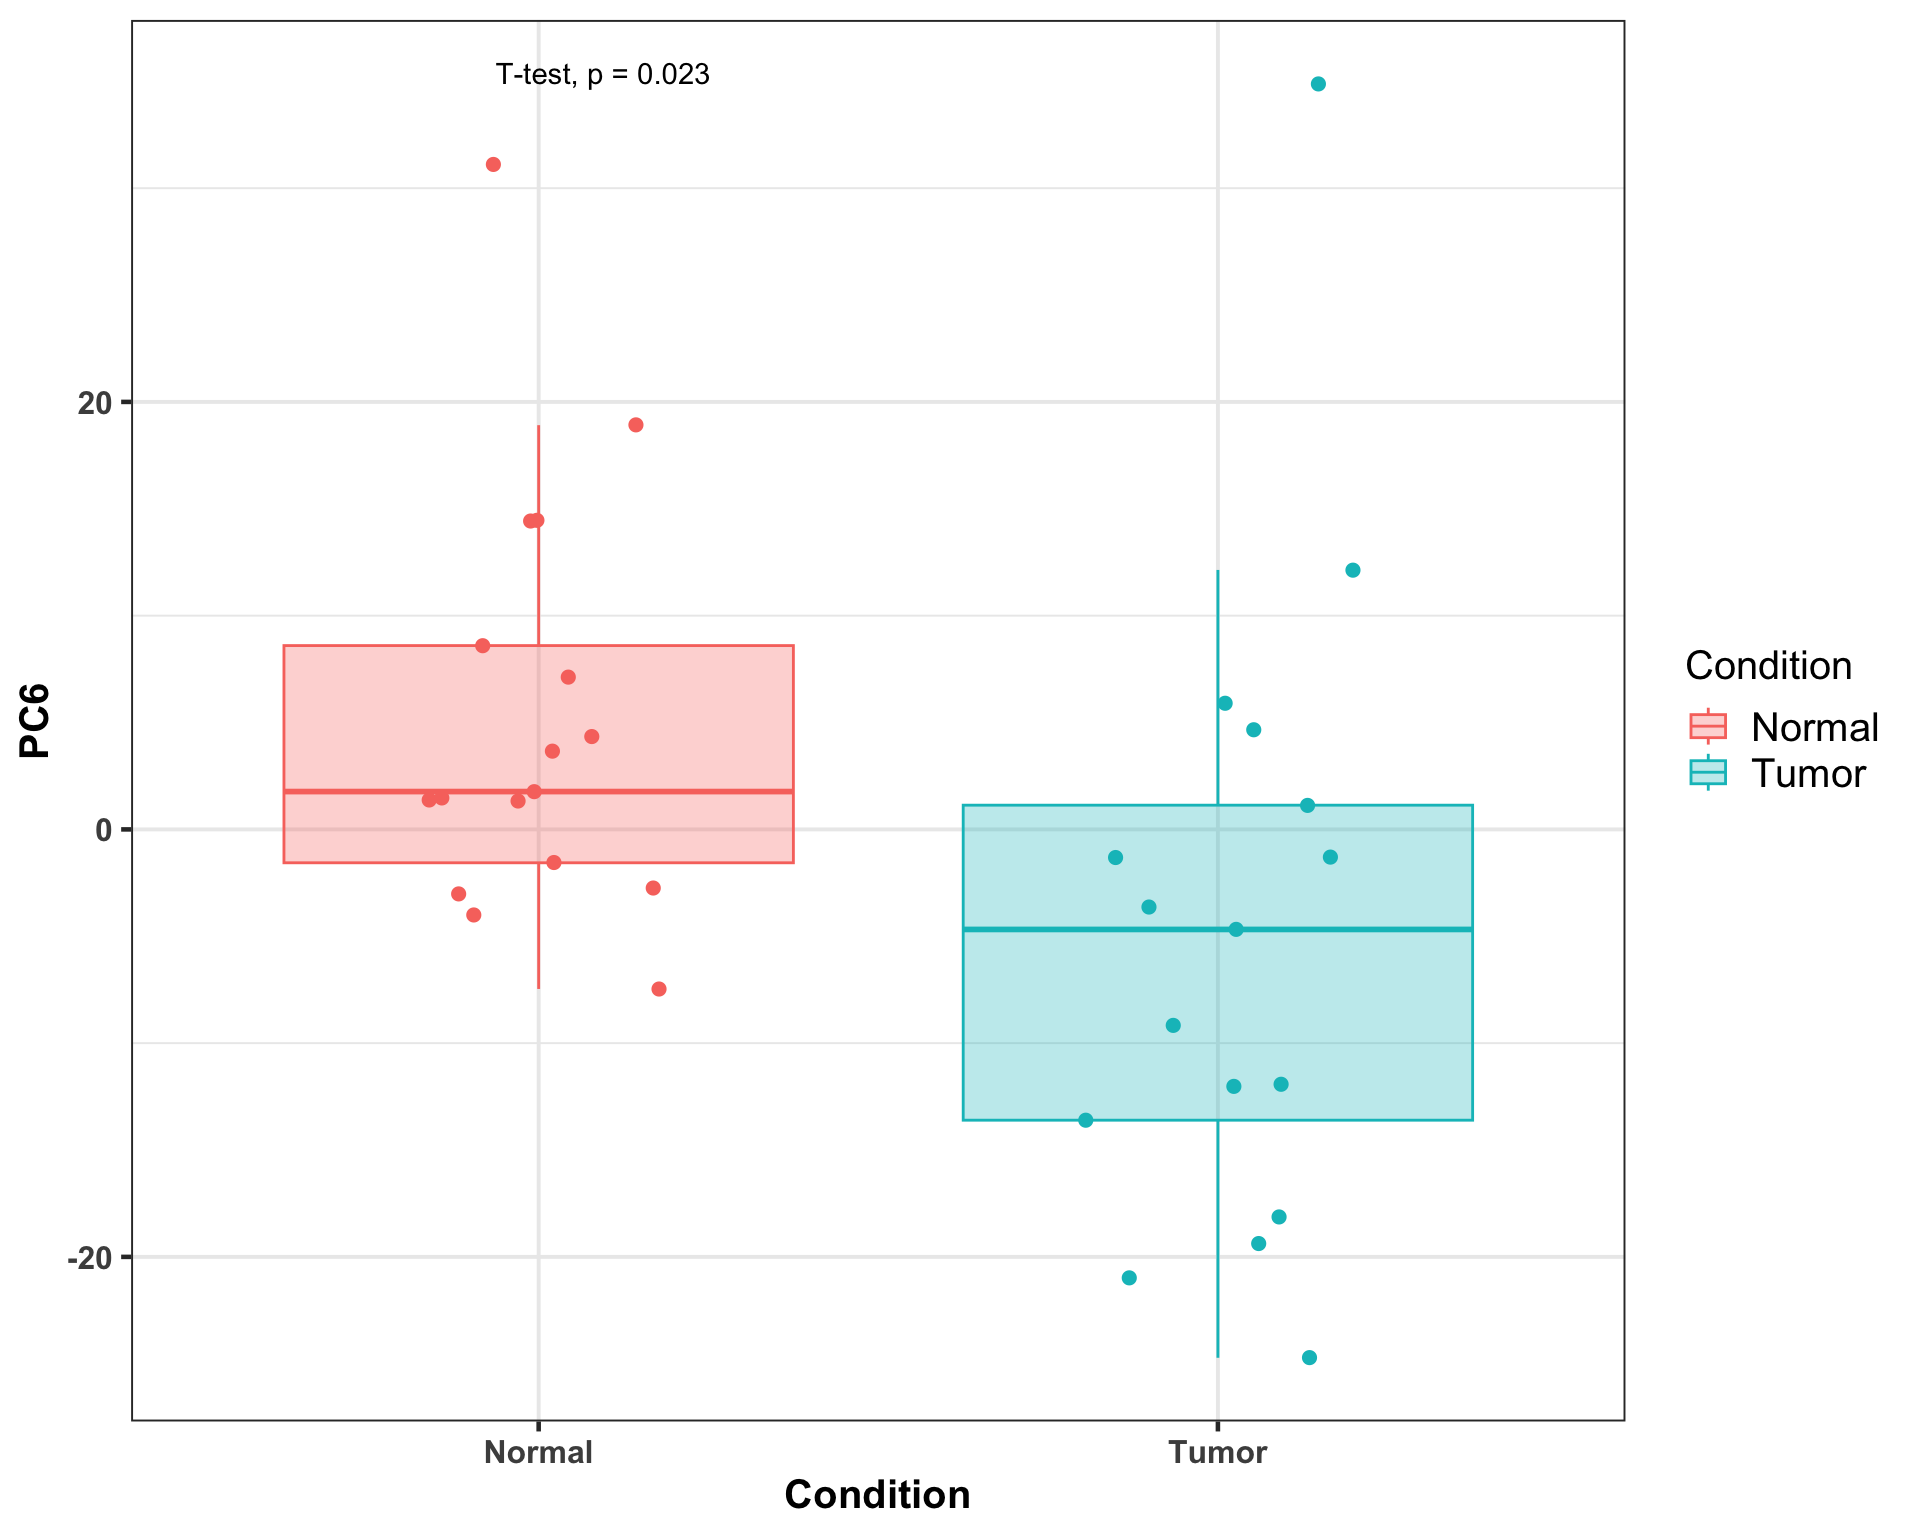 T-test, p = 0.023
20
0
-20
PC6
Normal
Tumor
Condition
Condition
Normal
Tumor